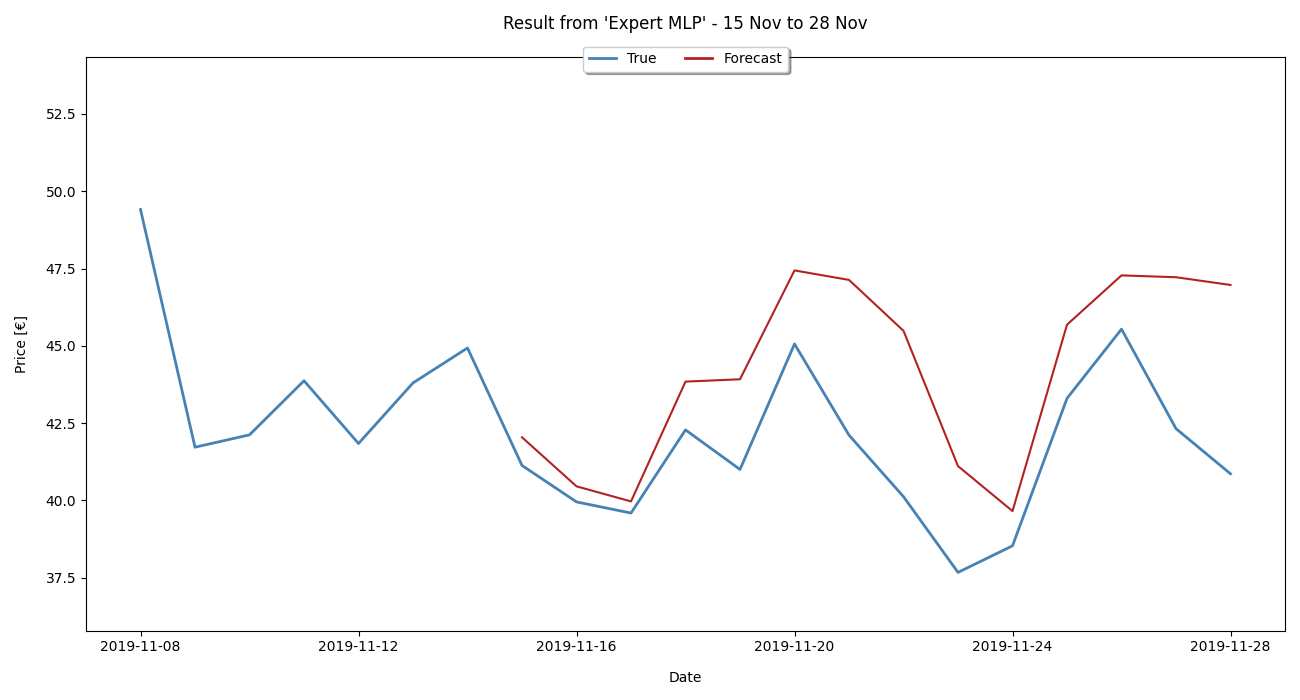 Result from 'Expert MLP' - 15 Nov to 28 Nov
True Forecast
52.5
50.0
47.5
45.0
42.5
40.0
37.5
Price [€]
2019-11-08 2019-11-12 2019-11-16 2019-11-20 2019-11-24 2019-11-28
Date